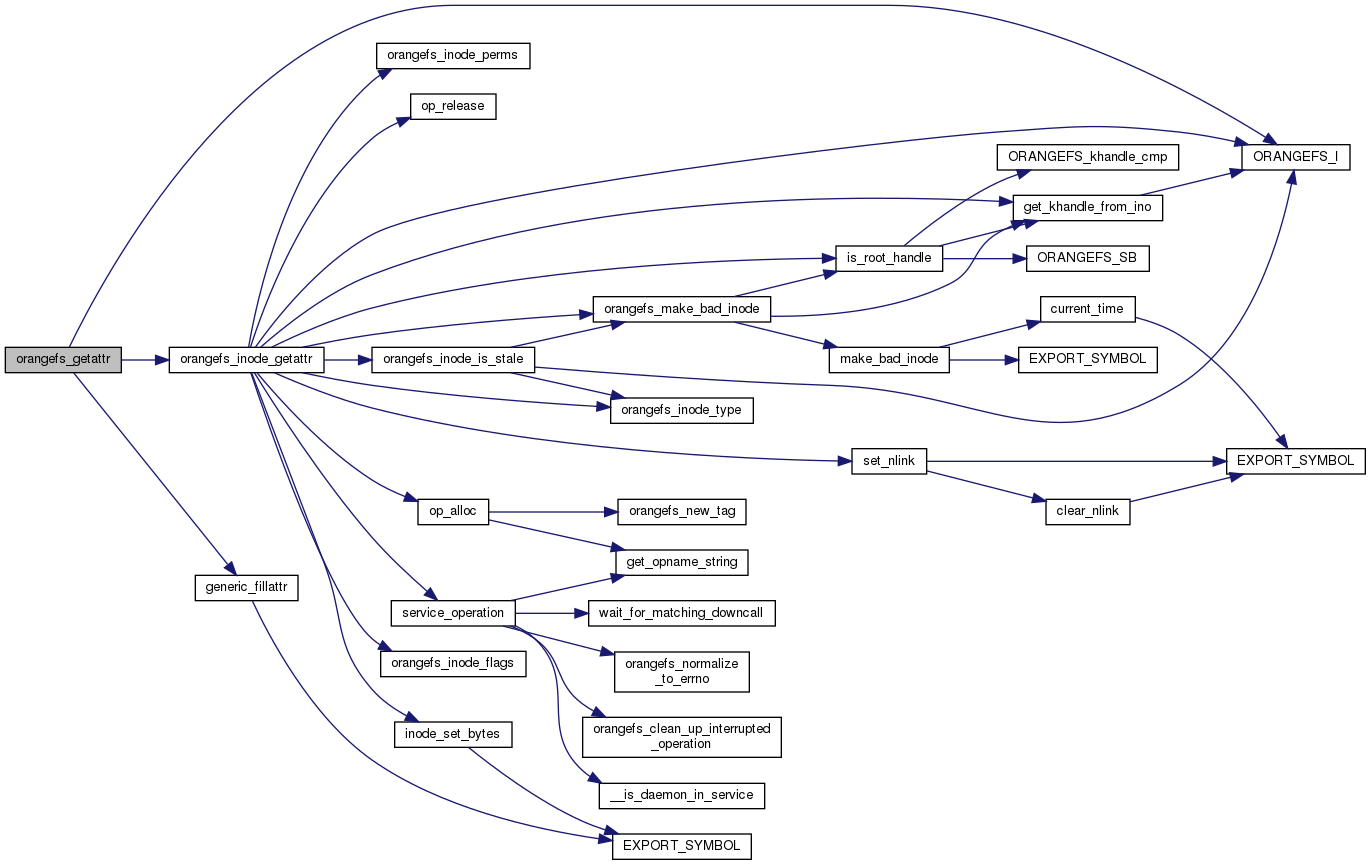 orangefs_inode_perms
op_release
ORANGEFS_khandle_cmp
ORANGEFS_I
get_khandle_from_ino
is_root_handle
ORANGEFS_SB
orangefs_make_bad_inode
current_time
orangefs_getattr
orangefs_inode_getattr
orangefs_inode_is_stale
make_bad_inode
EXPORT_SYMBOL
orangefs_inode_type
set_nlink
EXPORT_SYMBOL
op_alloc
orangefs_new_tag
clear_nlink
get_opname_string
generic_fillattr
service_operation
wait_for_matching_downcall
orangefs_inode_flags
orangefs_normalize
_to_errno
inode_set_bytes
orangefs_clean_up_interrupted
_operation
__is_daemon_in_service
EXPORT_SYMBOL